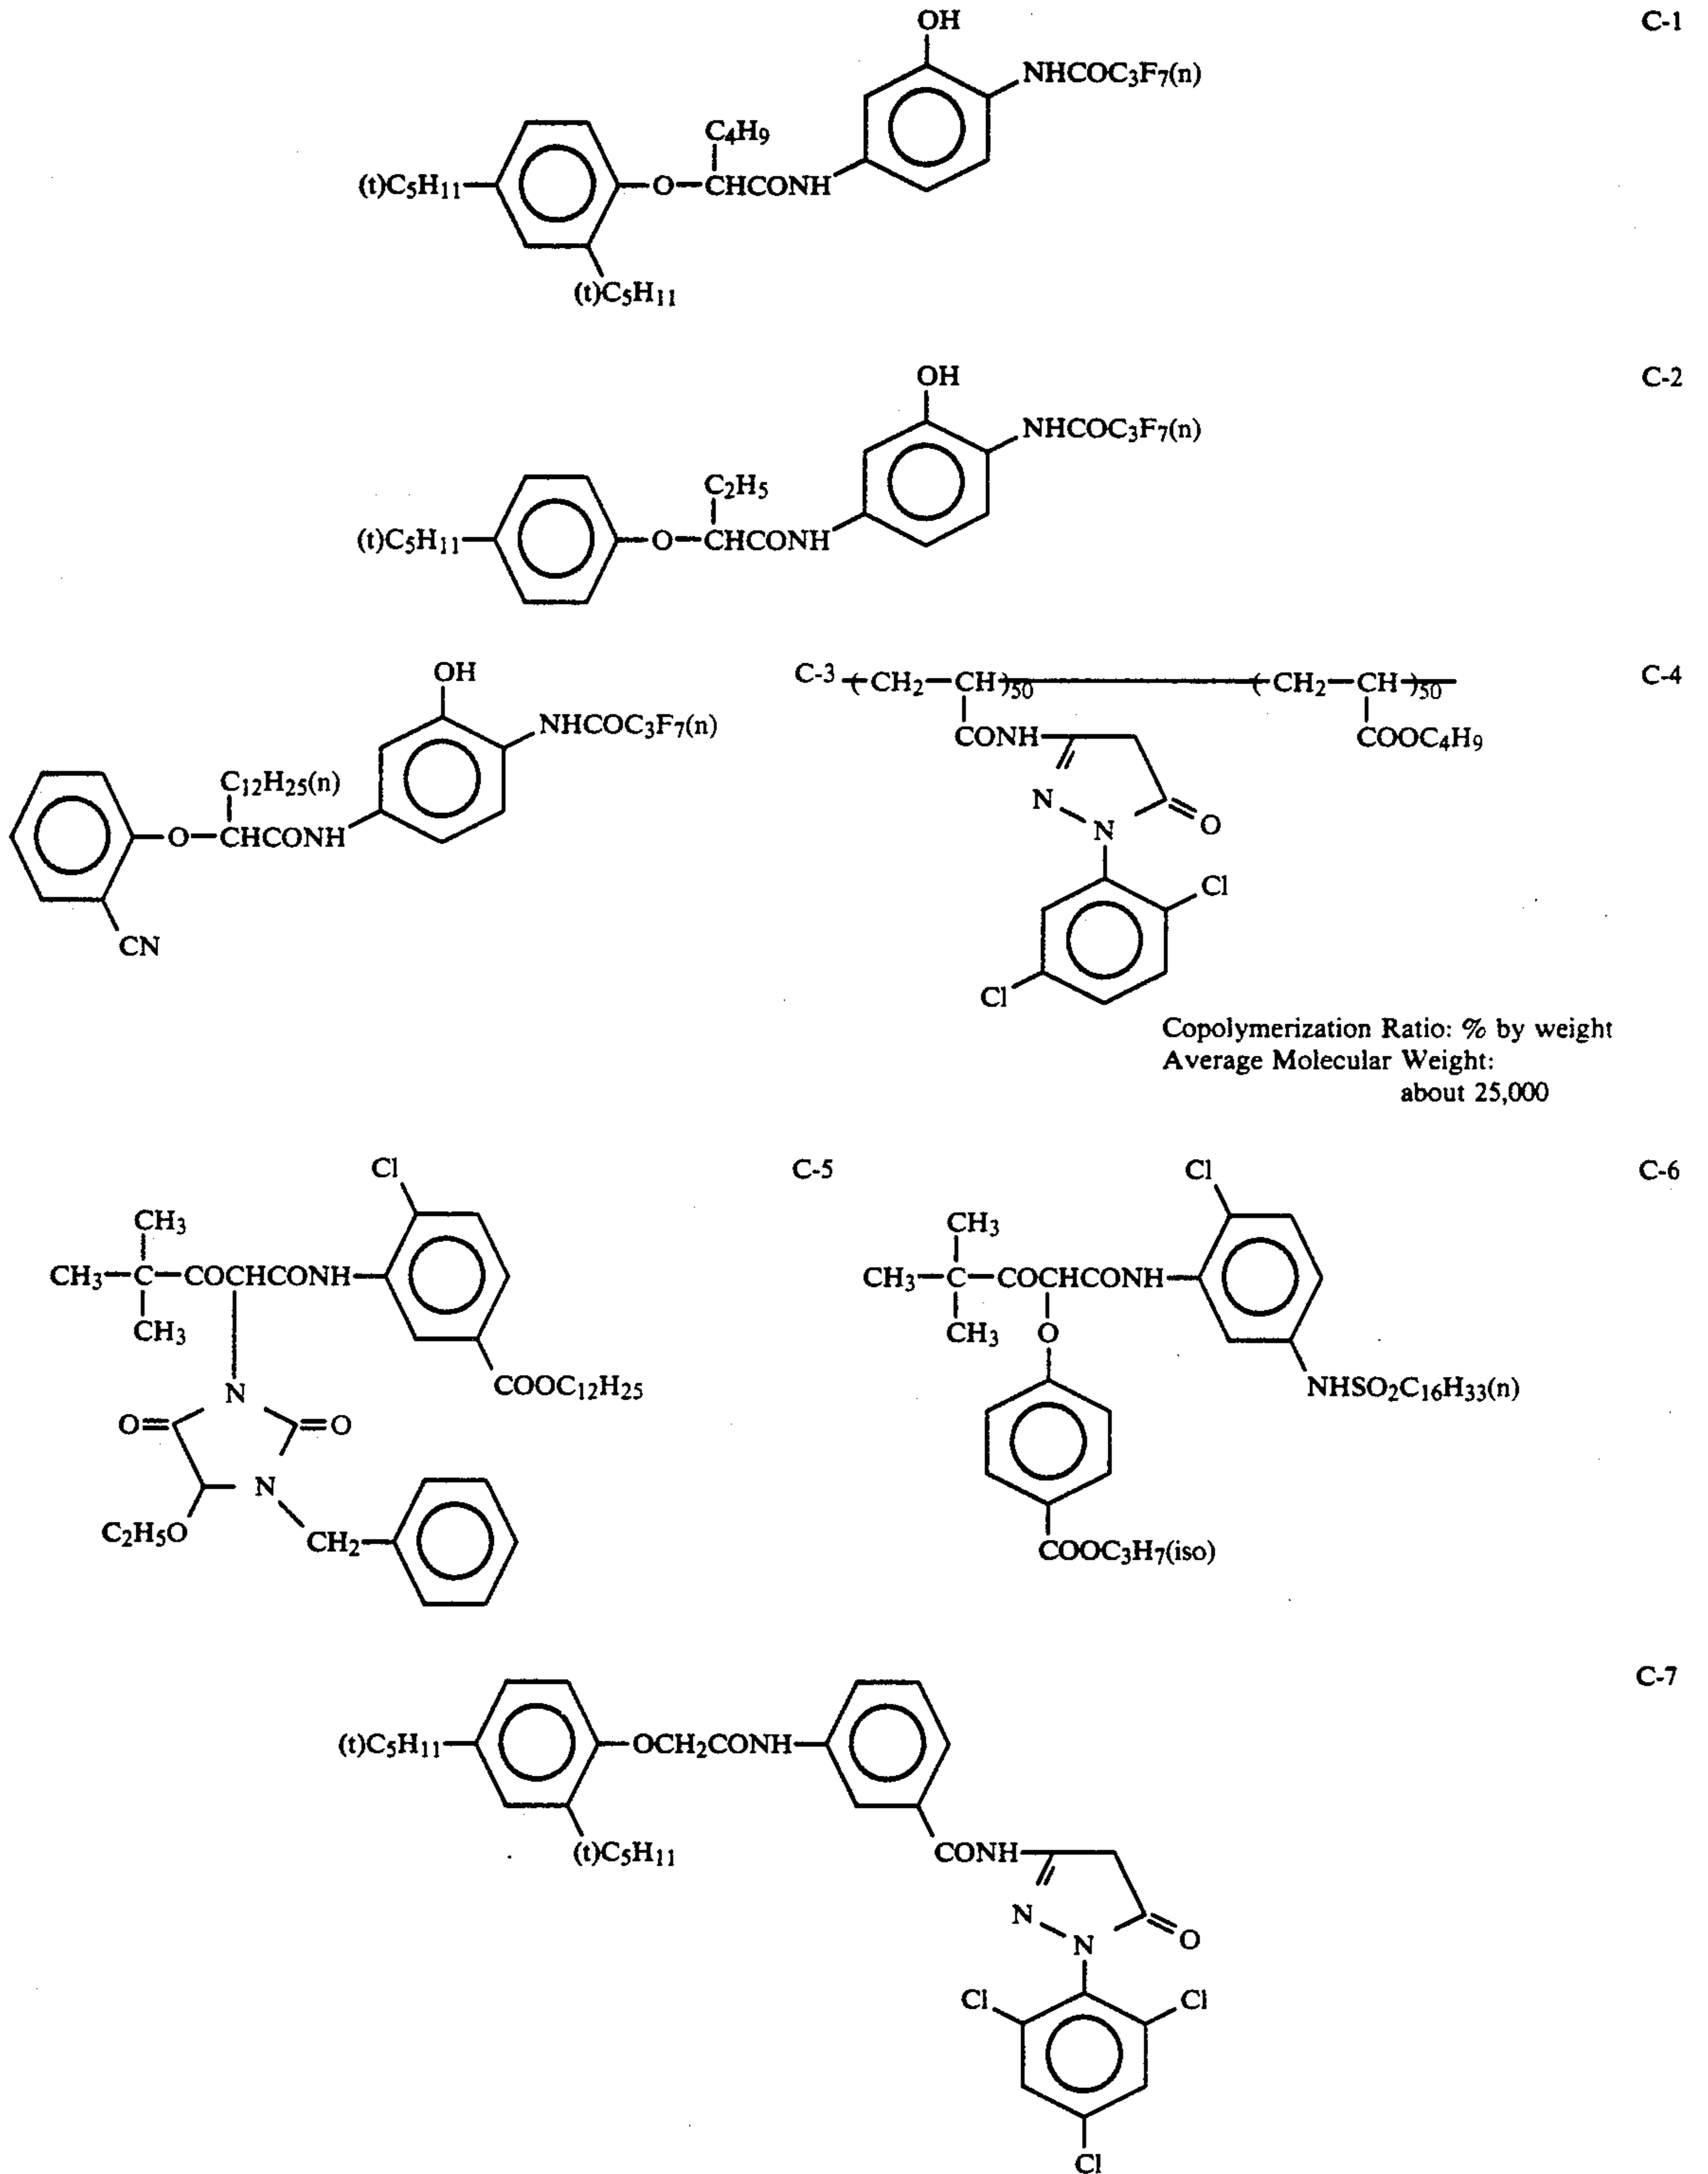 OH C-1
NHCOC3F7(n)
C4H9
(t)C5H11 O CHCONH
(t)C5H11
OH C-2
NHCOC3F7(n)
C2H5
(t)C5H11 O CHCONH
OH C-3 (CH2 CH)50 (CH2 CH)50 C-4
NHCOC3F7(n) CONH COOC4H9
C12H25(n) N O
O CHCONH N
Cl
CN
Cl
Copolymerization Ratio: % by weight
Average Molecular Weight:
about 25,000
Cl C-5 Cl C-6
CH3 CH3
CH3 C COCHCONH CH3 C COCHCONH
CH3 CH3 O
N COOC12H25 NHSO2C16H33(n)
O O
N
C2H5O CH2 COOC3H7(iso)
C-7
(t)C5H11 OCH2CONH
(t)C5H11 CONH
N O
N
Cl Cl
Cl